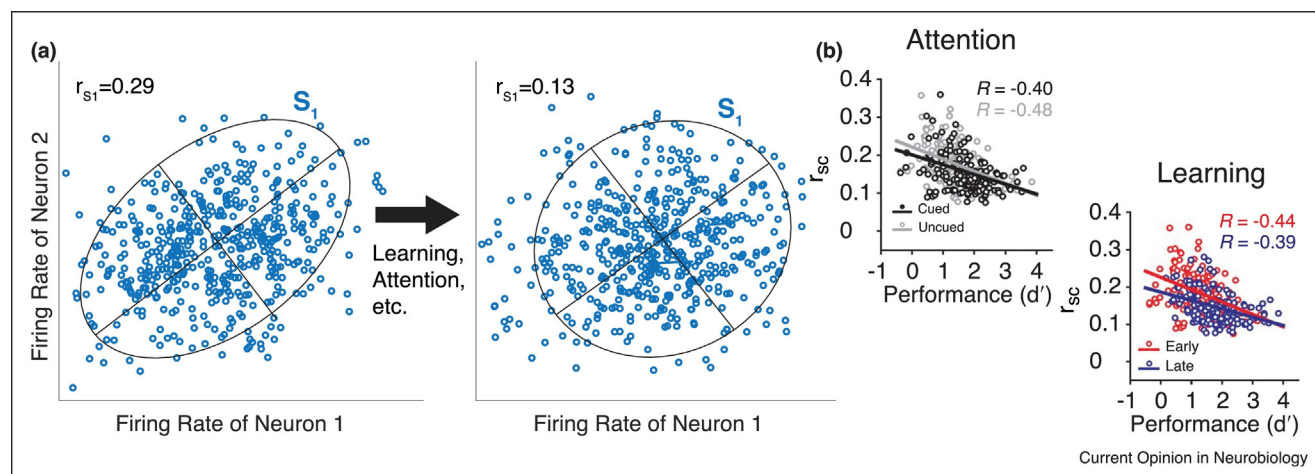 (a)
r_S1=0.29
S_1
Firing Rate of Neuron 2
Firing Rate of Neuron 1
Learning,
Attention,
etc.
r_S1=0.13
S_1
Firing Rate of Neuron 1
(b)
Attention
0.4
0.3
0.2
0.1
0
r_sc
R = -0.40
R = -0.48
Cued
Uncued
-1 0 1 2 3 4
Performance (d′)
Learning
0.4
0.3
0.2
0.1
0
r_sc
R = -0.44
R = -0.39
Early
Late
-1 0 1 2 3 4
Performance (d′)
Current Opinion in Neurobiology